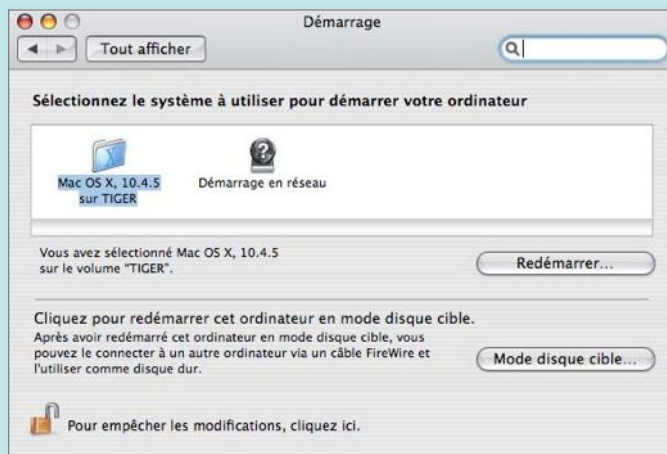 Démarrage
Tout afficher
Sélectionnez le système à utiliser pour démarrer votre ordinateur
Mac OS X, 10.4.5
sur TIGER
Démarrage en réseau
Vous avez sélectionné Mac OS X, 10.4.5
sur le volume "TIGER".
Redémarrer...
Cliquez pour redémarrer cet ordinateur en mode disque cible.
Après avoir redémarré cet ordinateur en mode disque cible, vous
pouvez le connecter à un autre ordinateur via un câble FireWire et
l'utiliser comme disque dur.
Mode disque cible...
Pour empêcher les modifications, cliquez ici.